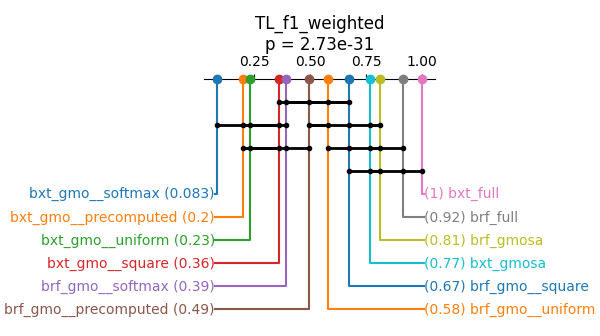 TL_f1_weighted
p = 2.73e-31
0.25 0.50 0.75 1.00
bxt_gmo__softmax (0.083) (1) bxt_full
bxt_gmo__precomputed (0.2) (0.92) brf_full
bxt_gmo__uniform (0.23) (0.81) brf_gmosa
bxt_gmo__square (0.36) (0.77) bxt_gmosa
brf_gmo__softmax (0.39) (0.67) brf_gmo__square
brf_gmo__precomputed (0.49) (0.58) brf_gmo__uniform